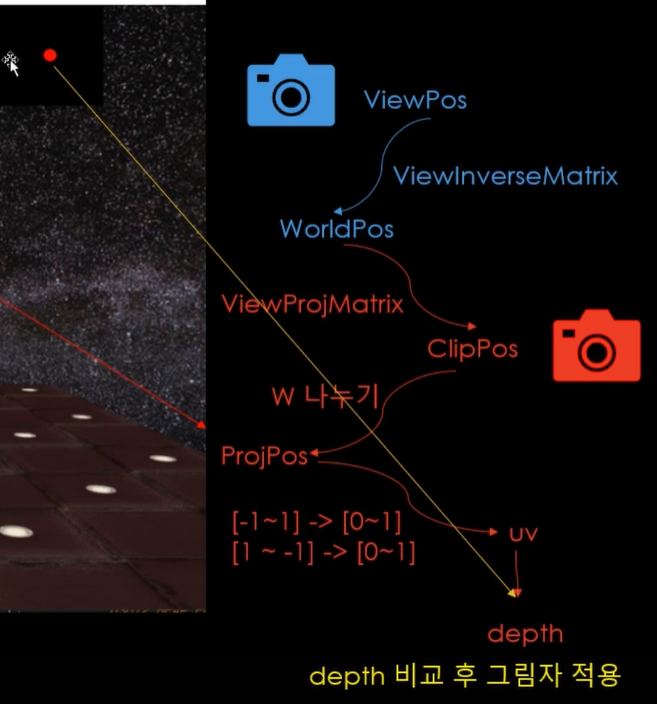 ViewPos
ViewInverseMatrix
WorldPos
ViewProjMatrix
ClipPos
W 나누기
ProjPos
[-1~1] -> [0~1]
[1 ~ -1] -> [0~1]
uv
depth
depth 비교 후 그림자 적용